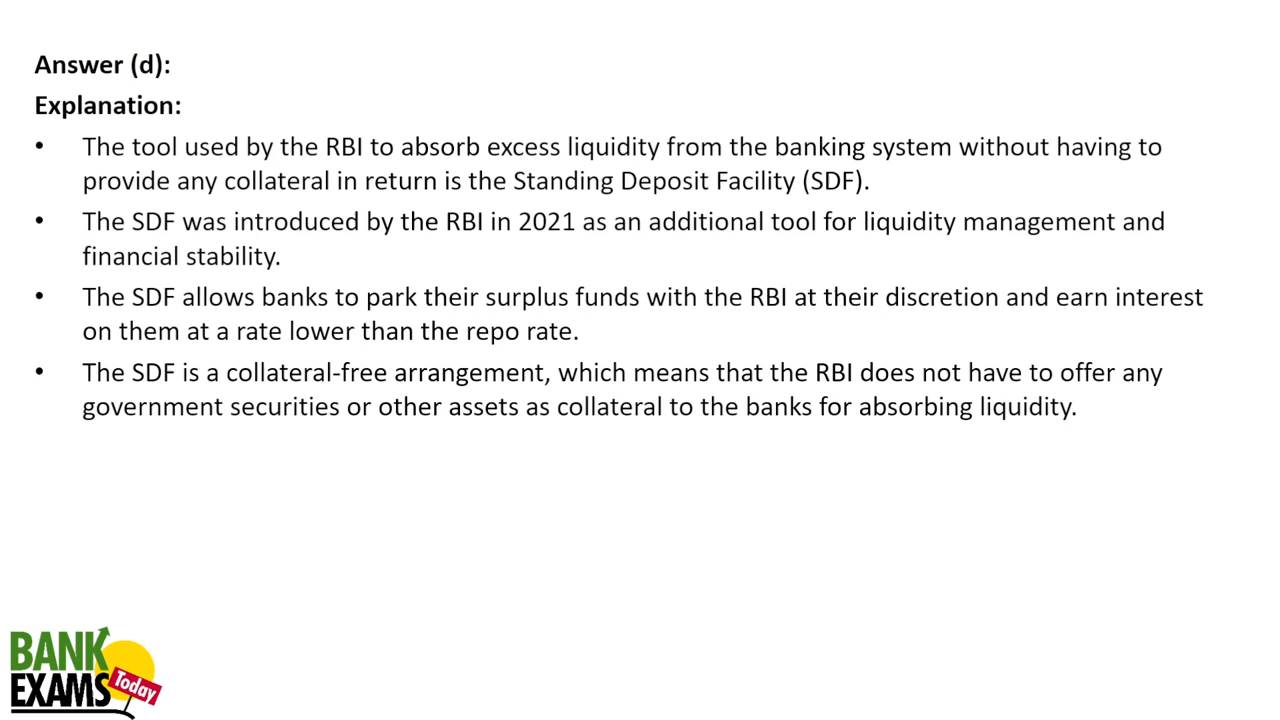 Answer (d):
Explanation:
• The tool used by the RBI to absorb excess liquidity from the banking system without having to
provide any collateral in return is the Standing Deposit Facility (SDF).
• The SDF was introduced by the RBI in 2021 as an additional tool for liquidity management and
financial stability.
• The SDF allows banks to park their surplus funds with the RBI at their discretion and earn interest
on them at a rate lower than the repo rate.
• The SDF is a collateral-free arrangement, which means that the RBI does not have to offer any
government securities or other assets as collateral to the banks for absorbing liquidity.
BANK
EXAMS
Today